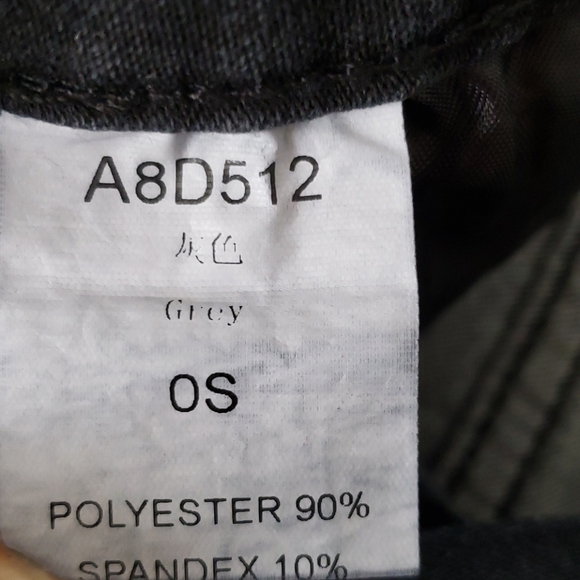 A8D512
灰色
Grey
0S
POLYESTER 90%
SPANDEX 10%